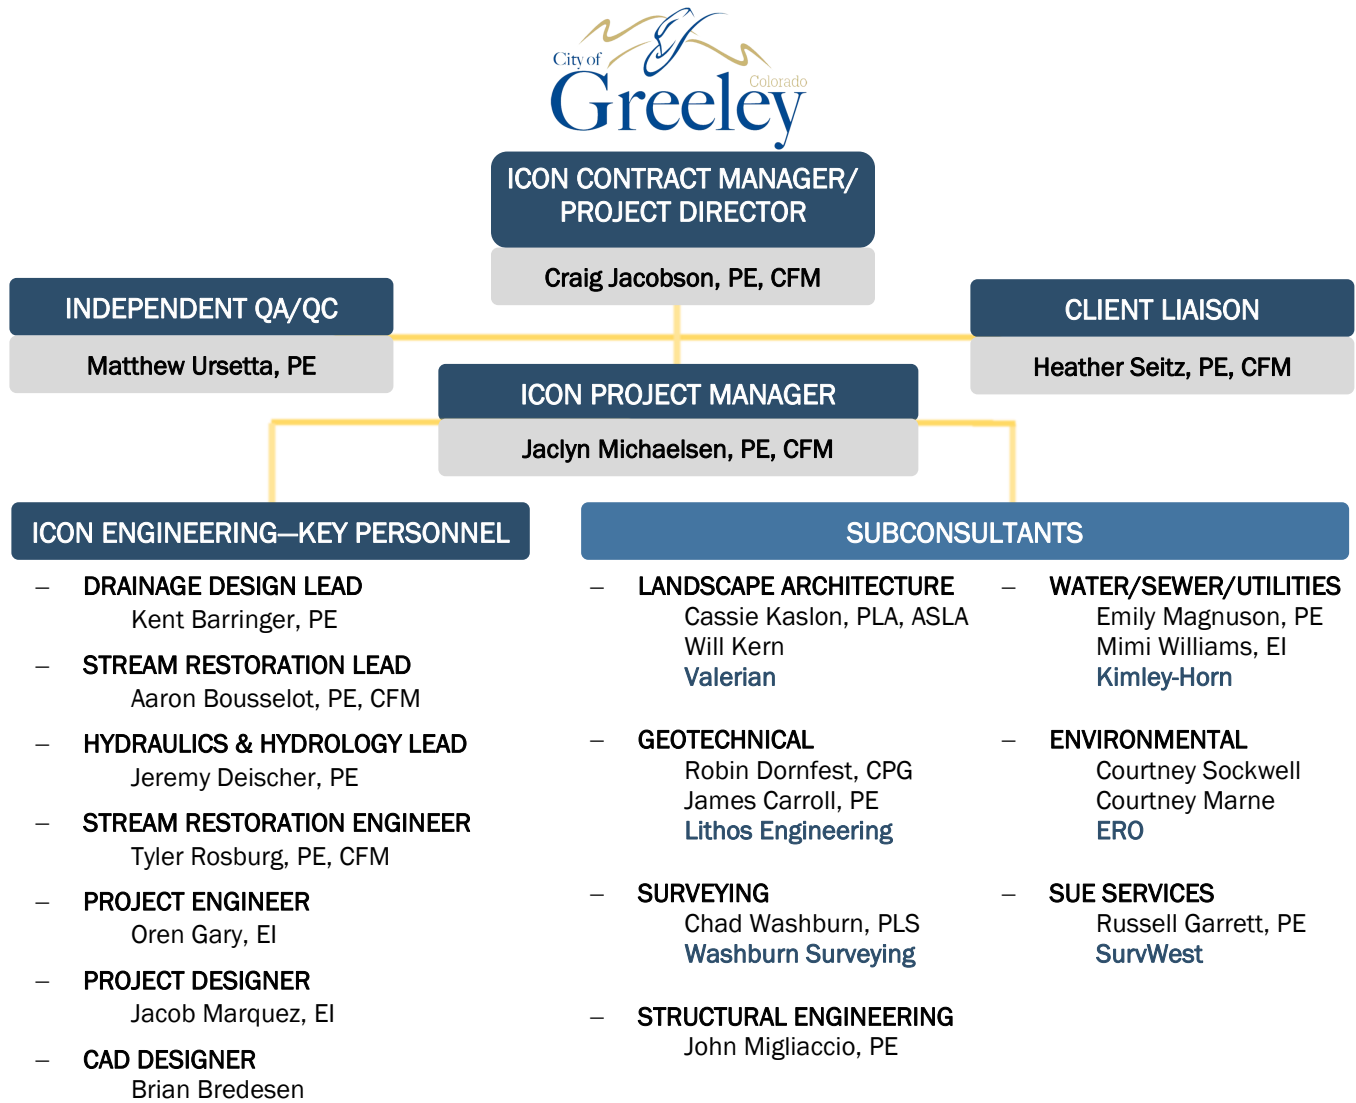 City of
Greeley
Colorado
ICON CONTRACT MANAGER/
PROJECT DIRECTOR
Craig Jacobson, PE, CFM
INDEPENDENT QA/QC
Matthew Ursetta, PE
CLIENT LIAISON
Heather Seitz, PE, CFM
ICON PROJECT MANAGER
Jaclyn Michaelsen, PE, CFM
ICON ENGINEERING—KEY PERSONNEL
– DRAINAGE DESIGN LEAD
Kent Barringer, PE
– STREAM RESTORATION LEAD
Aaron Bousselot, PE, CFM
– HYDRAULICS & HYDROLOGY LEAD
Jeremy Deischer, PE
– STREAM RESTORATION ENGINEER
Tyler Rosburg, PE, CFM
– PROJECT ENGINEER
Oren Gary, EI
– PROJECT DESIGNER
Jacob Marquez, EI
– CAD DESIGNER
Brian Bredesen
SUBCONSULTANTS
– LANDSCAPE ARCHITECTURE
Cassie Kaslon, PLA, ASLA
Will Kern
Valerian
– GEOTECHNICAL
Robin Dornfest, CPG
James Carroll, PE
Lithos Engineering
– SURVEYING
Chad Washburn, PLS
Washburn Surveying
– STRUCTURAL ENGINEERING
John Migliaccio, PE
– WATER/SEWER/UTILITIES
Emily Magnuson, PE
Mimi Williams, EI
Kimley-Horn
– ENVIRONMENTAL
Courtney Sockwell
Courtney Marne
ERO
– SUE SERVICES
Russell Garrett, PE
SurvWest